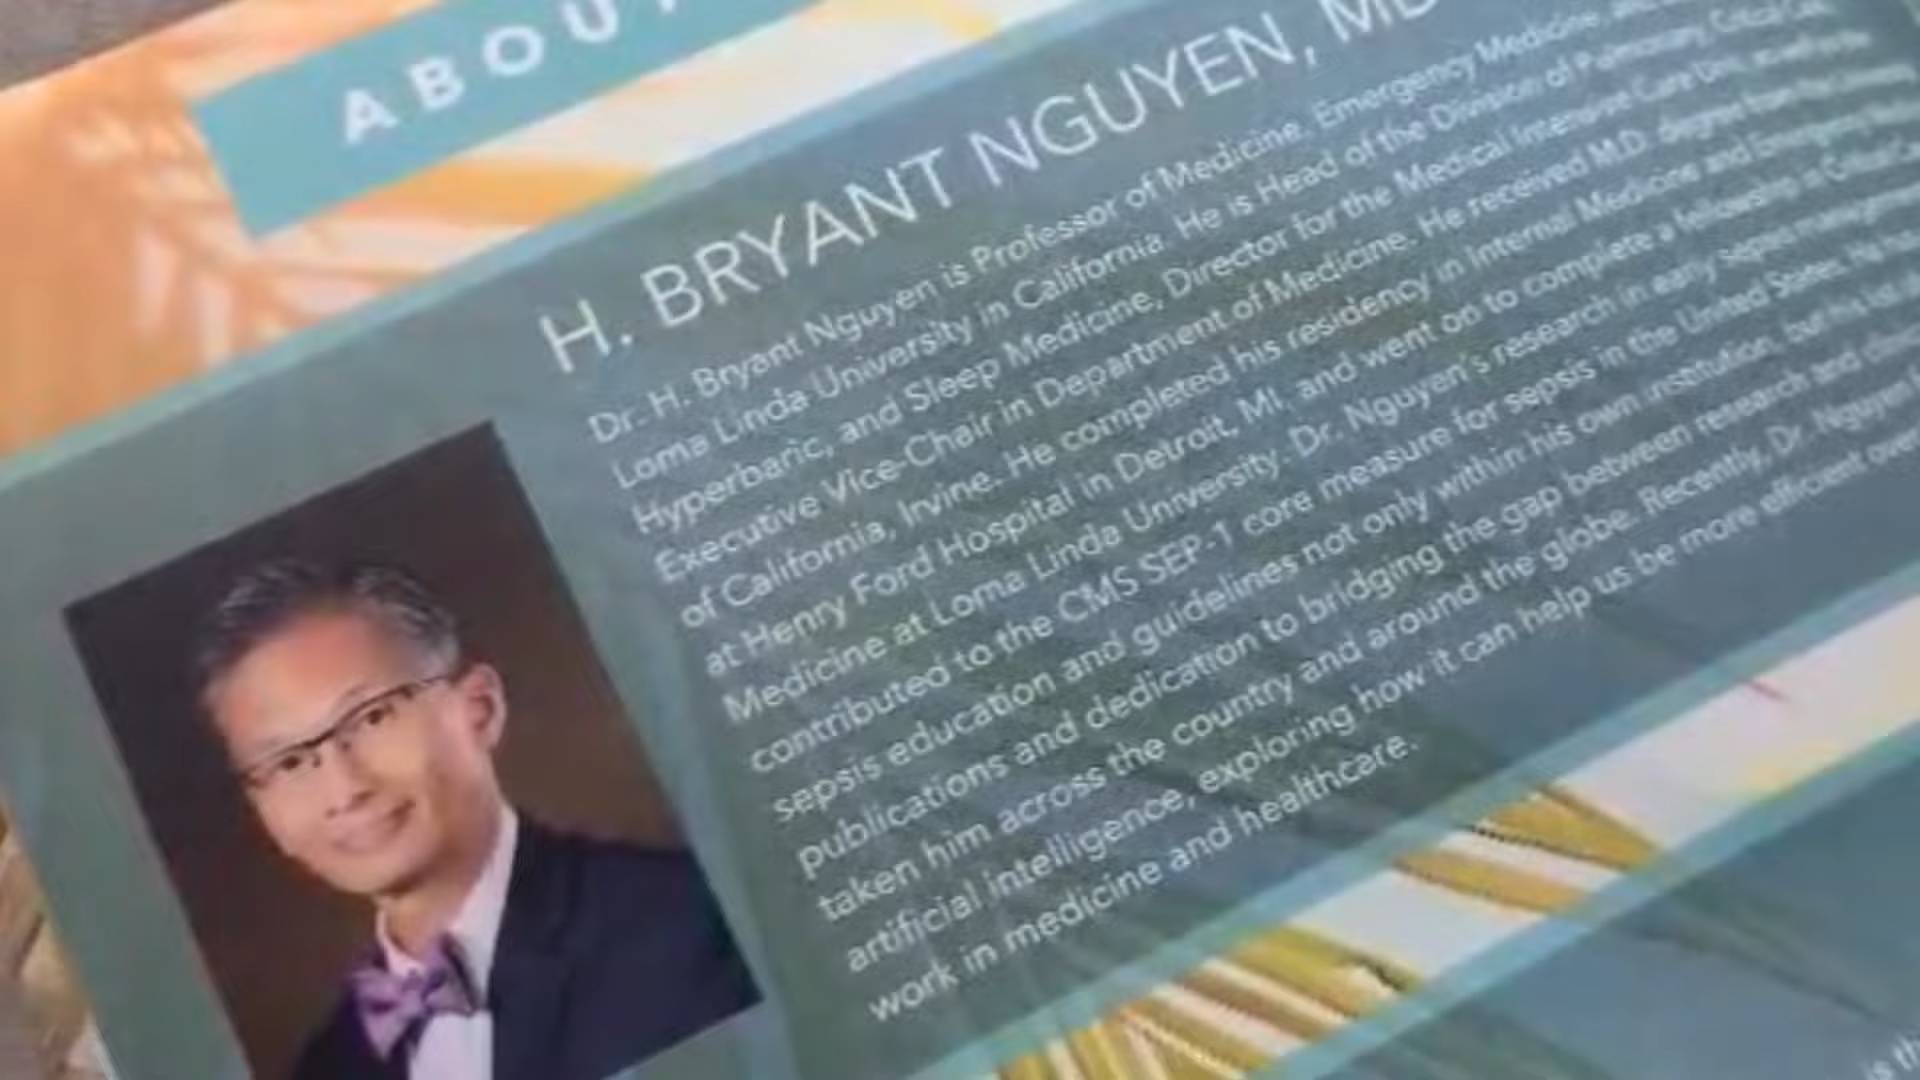 ABOUT
H. BRYANT NGUYEN, MD
Dr. H. Bryant Nguyen is Professor of Medicine, Emergency Medicine,
Loma Linda University in California. He is Head of the Division of Pulmonary, Critical Care,
Hyperbaric, and Sleep Medicine, Director for the Medical Intensive Care Unit, as well as the
Executive Vice-Chair in Department of Medicine. He received M.D. degree from the University
of California, Irvine. He completed his residency in Internal Medicine and Emergency
at Henry Ford Hospital in Detroit, MI, and went on to complete a fellowship in Critical
Medicine at Loma Linda University. Dr. Nguyen's research in early sepsis management
contributed to the CMS SEP-1 core measure for sepsis in the United States. He has
sepsis education and guidelines not only within his own institution, but his
publications and dedication to bridging the gap between research and
taken him across the country and around the globe. Recently, Dr. Nguyen
artificial intelligence, exploring how it can help us be more efficient
work in medicine and healthcare.
is